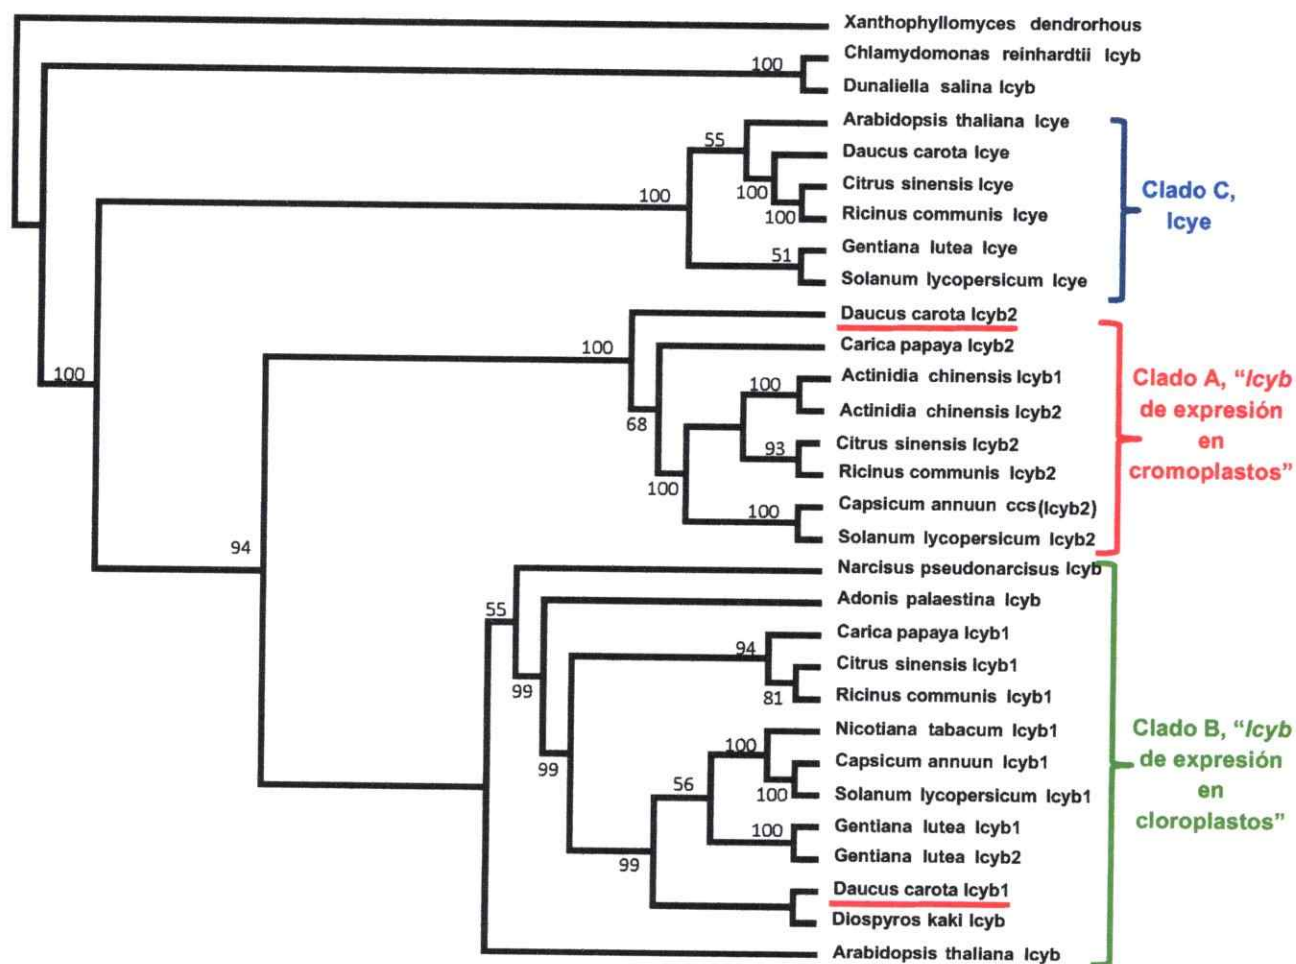 Xanthophyllomyces dendrorhous
Chlamydomonas reinhardtii lcyb
100
Dunaliella salina lcyb
Arabidopsis thaliana lcye
55
Daucus carota lcye
100
Citrus sinensis lcye
100
100
Ricinus communis lcye
Gentiana lutea lcye
51
Solanum lycopersicum lcye
Clado C,
lcye
Daucus carota lcyb2
100
Carica papaya lcyb2
100
100
Actinidia chinensis lcyb1
Actinidia chinensis lcyb2
68
93
Citrus sinensis lcyb2
Ricinus communis lcyb2
100
Capsicum annuun ccs(lcyb2)
100
Solanum lycopersicum lcyb2
Clado A, “lcyb
de expresión
en
cromoplastos”
94
Narcisus pseudonarcisus lcyb
55
Adonis palaestina lcyb
Carica papaya lcyb1
94
Citrus sinensis lcyb1
99
81
Ricinus communis lcyb1
Nicotiana tabacum lcyb1
100
99
Capsicum annuun lcyb1
56
100
Solanum lycopersicum lcyb1
Gentiana lutea lcyb1
100
99
Gentiana lutea lcyb2
Daucus carota lcyb1
Diospyros kaki lcyb
Arabidopsis thaliana lcyb
Clado B, “lcyb
de expresión
en
cloroplastos”